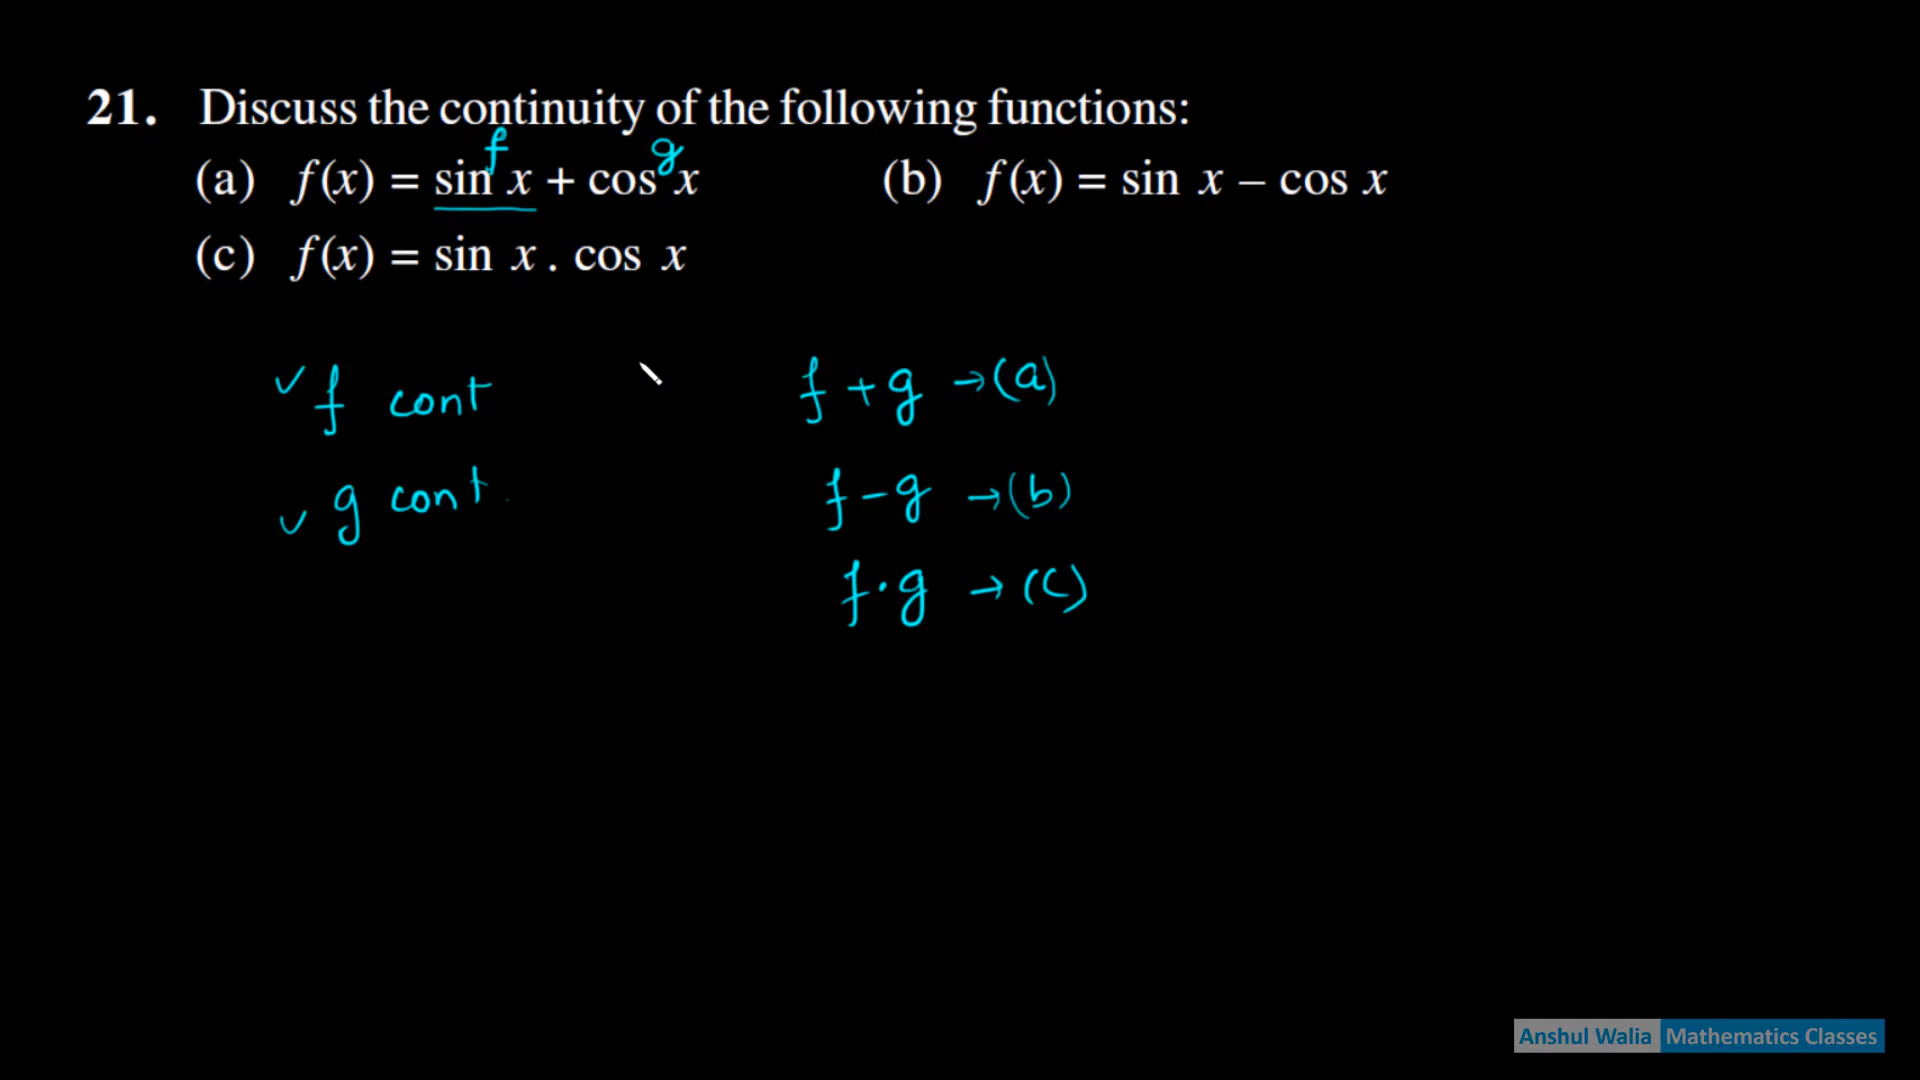 21. Discuss the continuity of the following functions:
f g
(a) f(x) = sin x + cos x (b) f(x) = sin x – cos x
(c) f(x) = sin x . cos x
✓ f cont f + g → (a)
✓ g cont. f - g → (b)
f · g → (c)
Anshul Walia Mathematics Classes